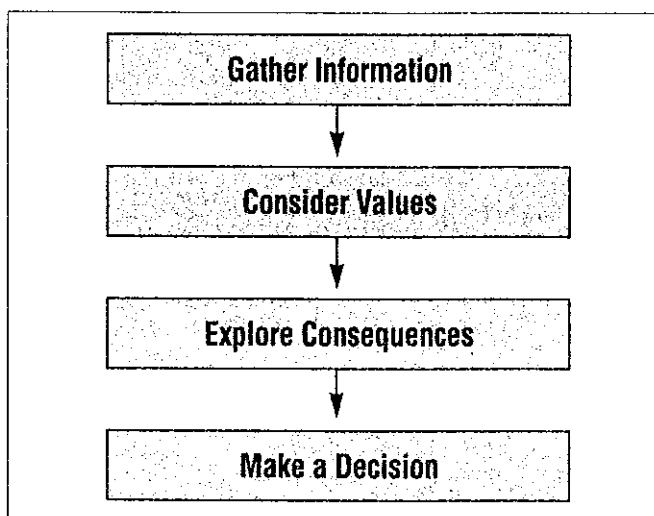 Gather Information
Consider Values
Explore Consequences
Make a Decision